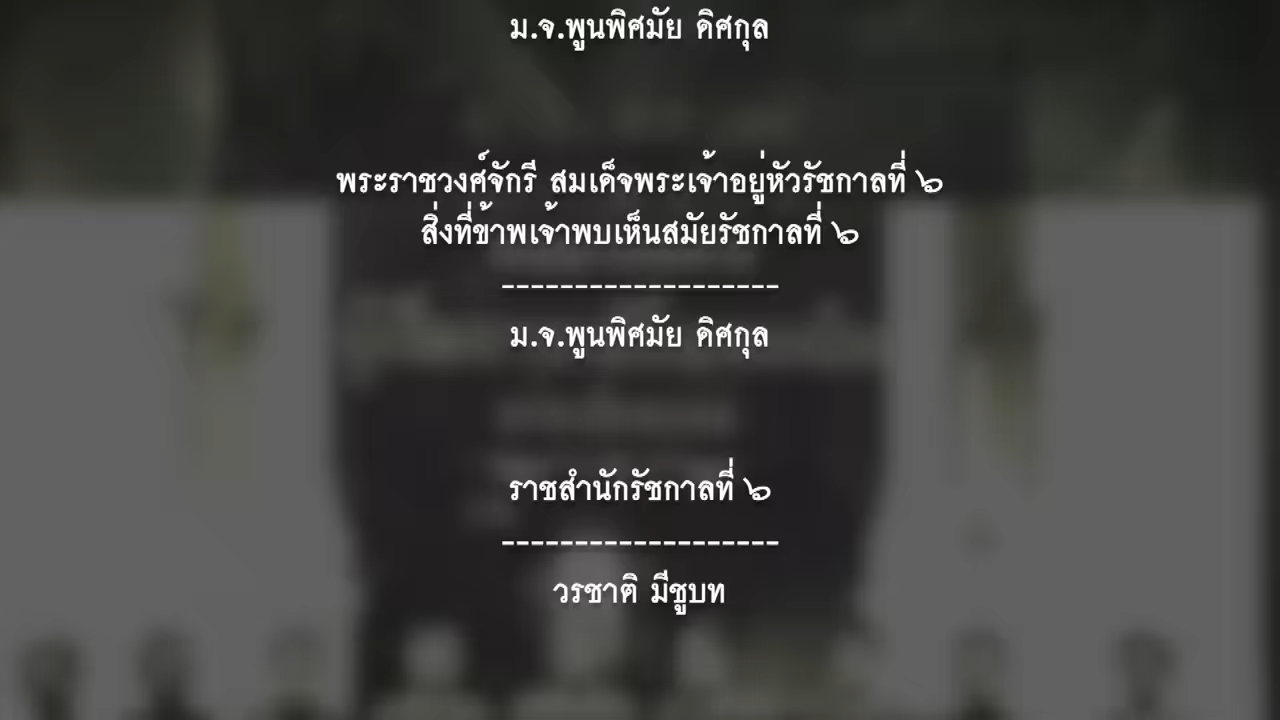 ม.จ.พูนพิศมัย ดิศกุล
พระราชวงศ์จักรี สมเด็จพระเจ้าอยู่หัวรัชกาลที่ ๖
สิ่งที่ข้าพเจ้าพบเห็นสมัยรัชกาลที่ ๖
-------------------
ม.จ.พูนพิศมัย ดิศกุล
ราชสำนักรัชกาลที่ ๖
-------------------
วรชาติ มีชูบท